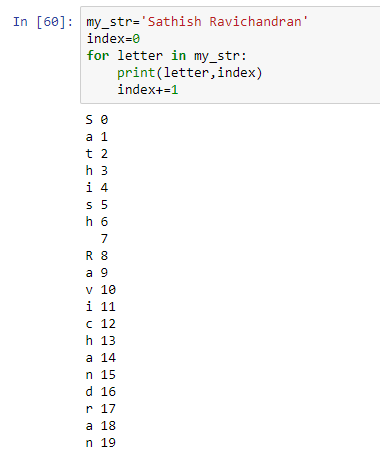 In [60]: my_str='Sathish Ravichandran'
index=0
for letter in my_str:
    print(letter,index)
    index+=1
S 0
a 1
t 2
h 3
i 4
s 5
h 6
  7
R 8
a 9
v 10
i 11
c 12
h 13
a 14
n 15
d 16
r 17
a 18
n 19